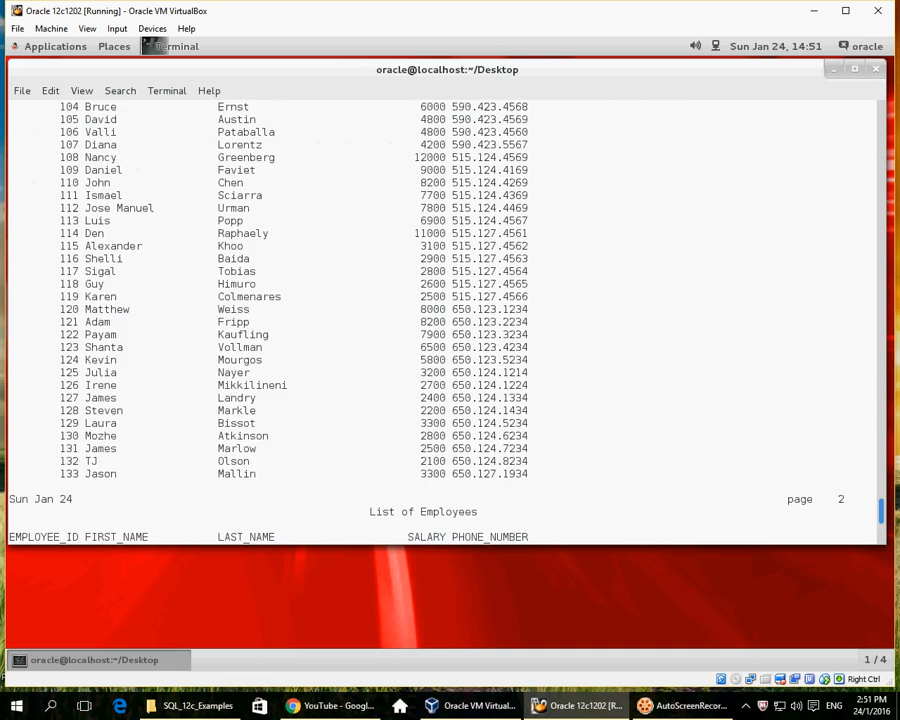 Oracle 12c1202 [Running] - Oracle VM VirtualBox
File Machine View Input Devices Help
Applications Places Terminal Sun Jan 24, 14:51 oracle
oracle@localhost:~/Desktop
File Edit View Search Terminal Help
104 Bruce Ernst 6000 590.423.4568
105 David Austin 4800 590.423.4569
106 Valli Pataballa 4800 590.423.4560
107 Diana Lorentz 4200 590.423.5567
108 Nancy Greenberg 12000 515.124.4569
109 Daniel Faviet 9000 515.124.4169
110 John Chen 8200 515.124.4269
111 Ismael Sciarra 7700 515.124.4369
112 Jose Manuel Urman 7800 515.124.4469
113 Luis Popp 6900 515.124.4567
114 Den Raphaely 11000 515.127.4561
115 Alexander Khoo 3100 515.127.4562
116 Shelli Baida 2900 515.127.4563
117 Sigal Tobias 2800 515.127.4564
118 Guy Himuro 2600 515.127.4565
119 Karen Colmenares 2500 515.127.4566
120 Matthew Weiss 8000 650.123.1234
121 Adam Fripp 8200 650.123.2234
122 Payam Kaufling 7900 650.123.3234
123 Shanta Vollman 6500 650.123.4234
124 Kevin Mourgos 5800 650.123.5234
125 Julia Nayer 3200 650.124.1214
126 Irene Mikkilineni 2700 650.124.1224
127 James Landry 2400 650.124.1334
128 Steven Markle 2200 650.124.1434
129 Laura Bissot 3300 650.124.5234
130 Mozhe Atkinson 2800 650.124.6234
131 James Marlow 2500 650.124.7234
132 TJ Olson 2100 650.124.8234
133 Jason Mallin 3300 650.127.1934
Sun Jan 24 page 2
List of Employees
EMPLOYEE_ID FIRST_NAME LAST_NAME SALARY PHONE_NUMBER
oracle@localhost:~/Desktop 1 / 4
Right Ctrl
SQL_12c_Examples YouTube - Googl... Oracle VM Virtual... Oracle 12c1202 [R... AutoScreenRecor... ENG 2:51 PM
24/1/2016